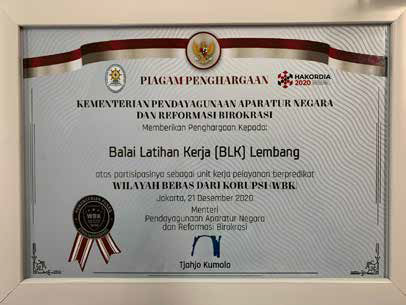 PIAGAM PENGHARGAAN
HAKORDIA
2020
KEMENTERIAN PENDAYAGUNAAN APARATUR NEGARA
DAN REFORMASI BIROKRASI
Memberikan Penghargaan Kepada:
Balai Latihan Kerja (BLK) Lembang
atas partisipasinya sebagai unit kerja pelayanan berpredikat
WILAYAH BEBAS DARI KORUPSI (WBK)
Jakarta, 21 Desember 2020
Menteri
Pendayagunaan Aparatur Negara
dan Reformasi Birokrasi
WBK
Tjahjo Kumolo